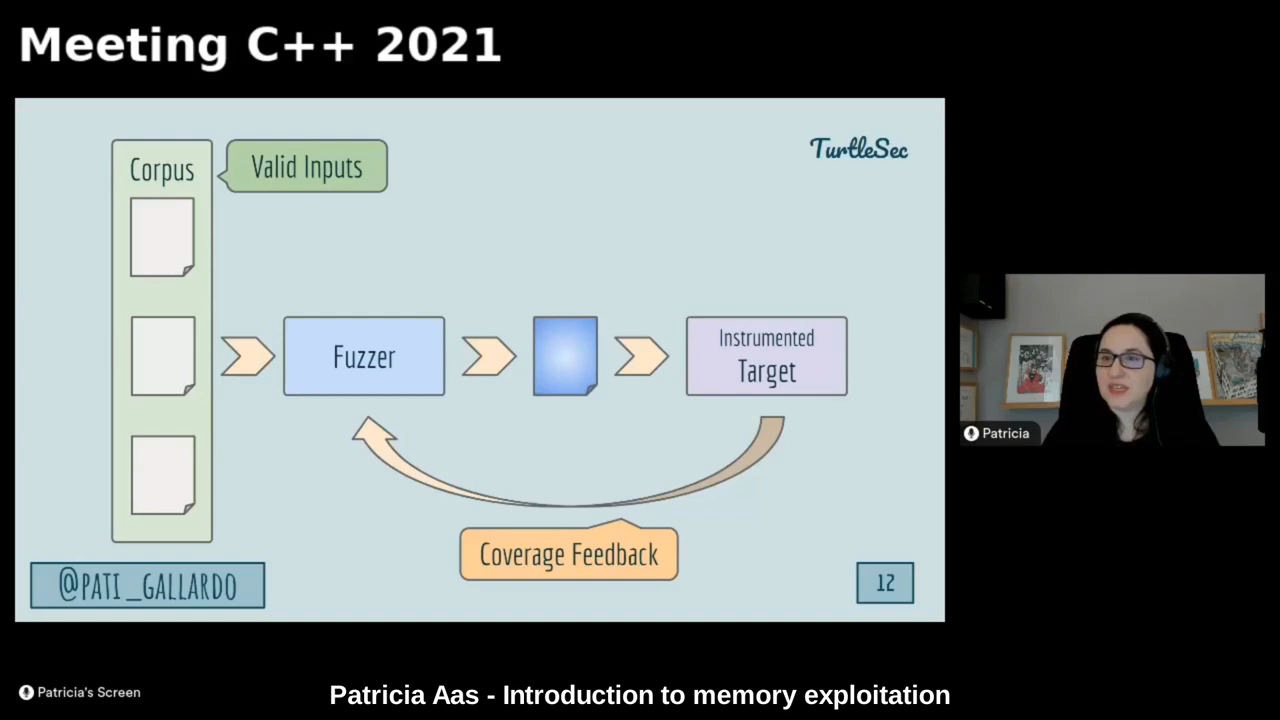 Meeting C++ 2021
TurtleSec
Corpus
Valid Inputs
Fuzzer
Instrumented
Target
Coverage Feedback
@PATI_GALLARDO
12
Patricia
Patricia's Screen
Patricia Aas - Introduction to memory exploitation